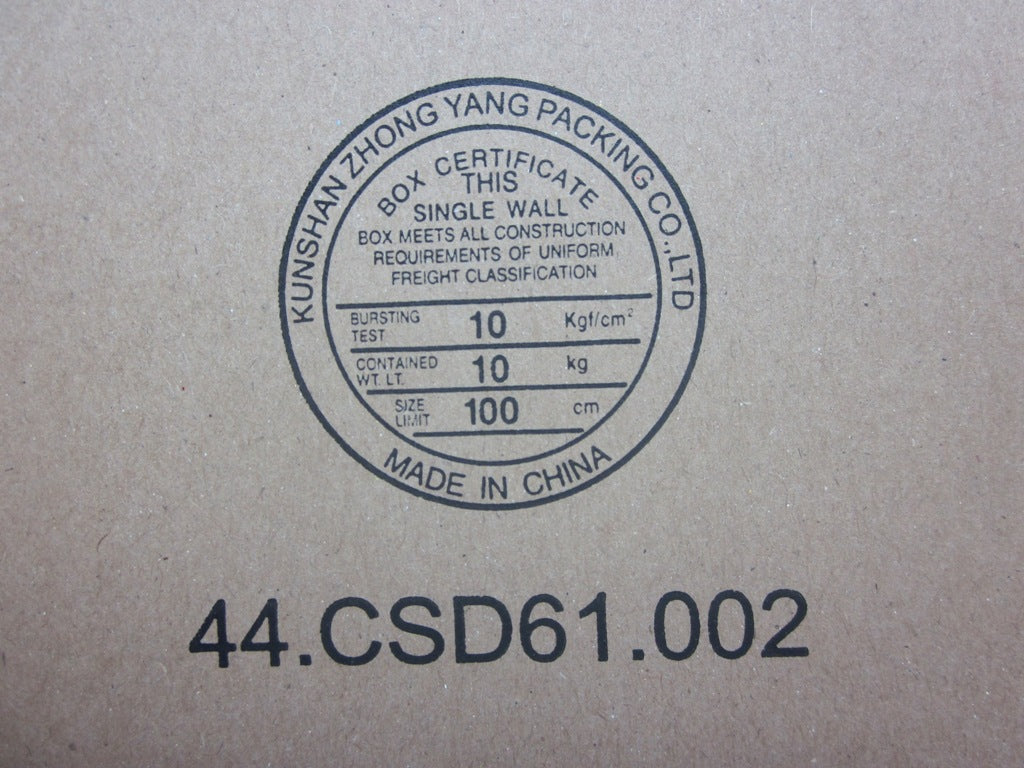 KUNSHAN ZHONG YANG PACKING CO.,LTD
BOX CERTIFICATE
THIS
SINGLE WALL
BOX MEETS ALL CONSTRUCTION
REQUIREMENTS OF UNIFORM
FREIGHT CLASSIFICATION
BURSTING TEST 10 Kgf/cm²
CONTAINED WT. LT. 10 kg
SIZE LIMIT 100 cm
MADE IN CHINA
44.CSD61.002